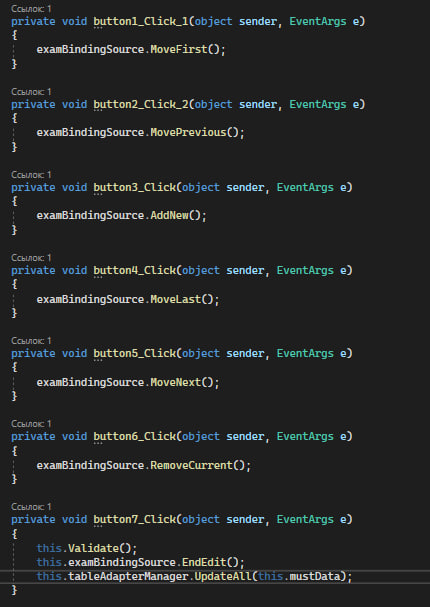 Ссылок: 1
private void button1_Click_1(object sender, EventArgs e)
{
examBindingSource.MoveFirst();
}
Ссылок: 1
private void button2_Click_2(object sender, EventArgs e)
{
examBindingSource.MovePrevious();
}
Ссылок: 1
private void button3_Click(object sender, EventArgs e)
{
examBindingSource.AddNew();
}
Ссылок: 1
private void button4_Click(object sender, EventArgs e)
{
examBindingSource.MoveLast();
}
Ссылок: 1
private void button5_Click(object sender, EventArgs e)
{
examBindingSource.MoveNext();
}
Ссылок: 1
private void button6_Click(object sender, EventArgs e)
{
examBindingSource.RemoveCurrent();
}
Ссылок: 1
private void button7_Click(object sender, EventArgs e)
{
this.Validate();
this.examBindingSource.EndEdit();
this.tableAdapterManager.UpdateAll(this.mustData);
}